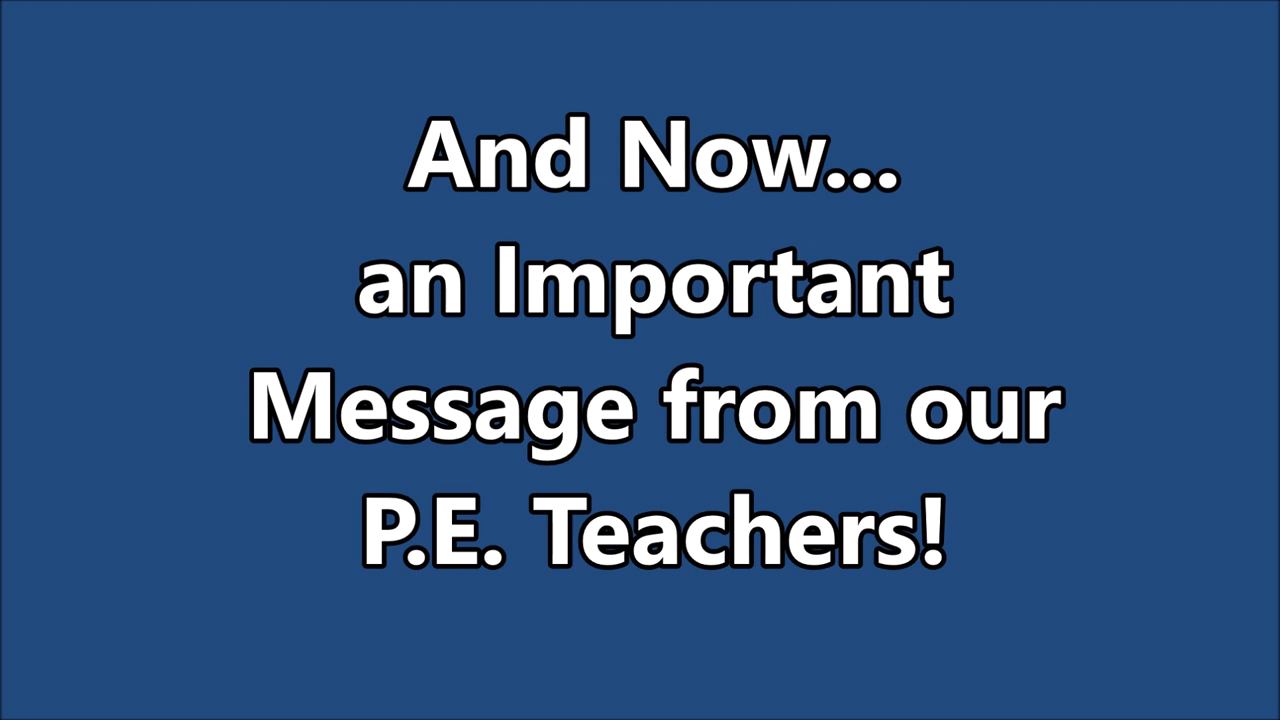 And Now...
an Important
Message from our
P.E. Teachers!